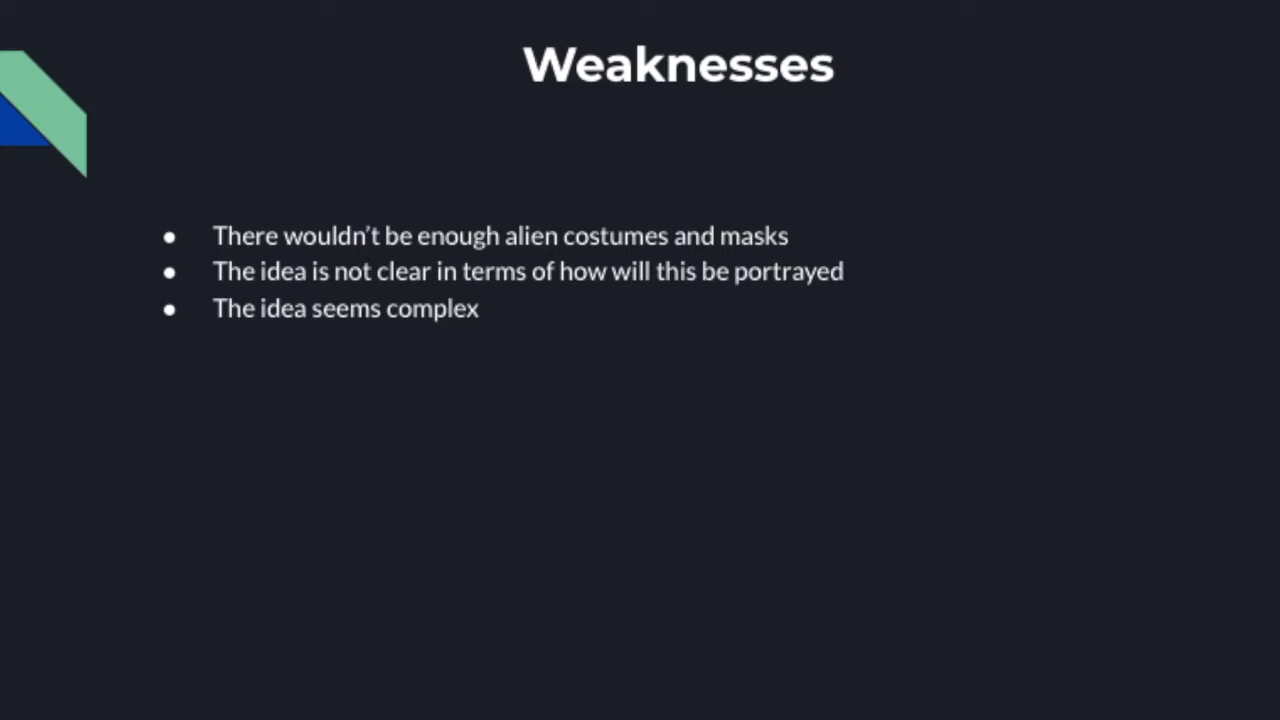 Weaknesses
● There wouldn’t be enough alien costumes and masks
● The idea is not clear in terms of how will this be portrayed
● The idea seems complex